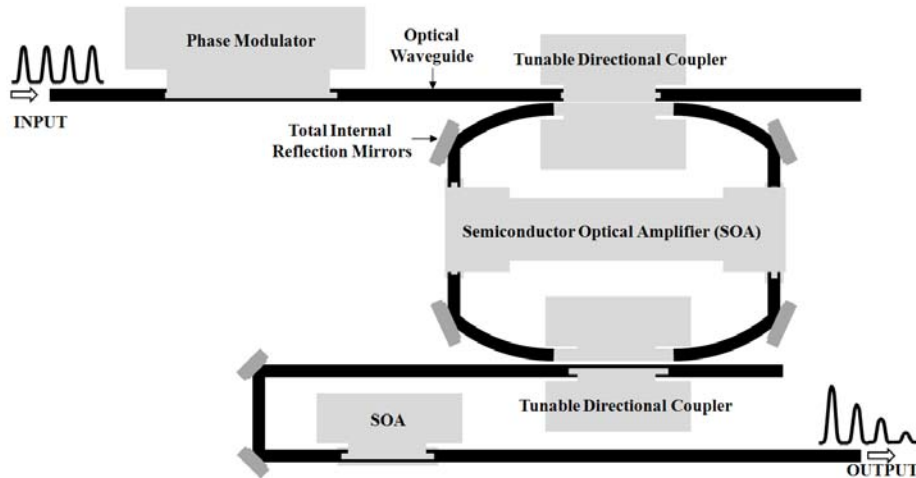 Phase Modulator
Optical
Waveguide
Tunable Directional Coupler
INPUT
Total Internal
Reflection Mirrors
Semiconductor Optical Amplifier (SOA)
SOA
Tunable Directional Coupler
OUTPUT